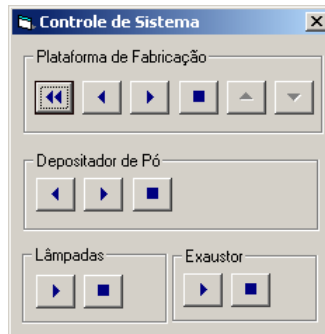 Controle de Sistema
Plataforma de Fabricação
Depositador de Pó
Lâmpadas
Exaustor